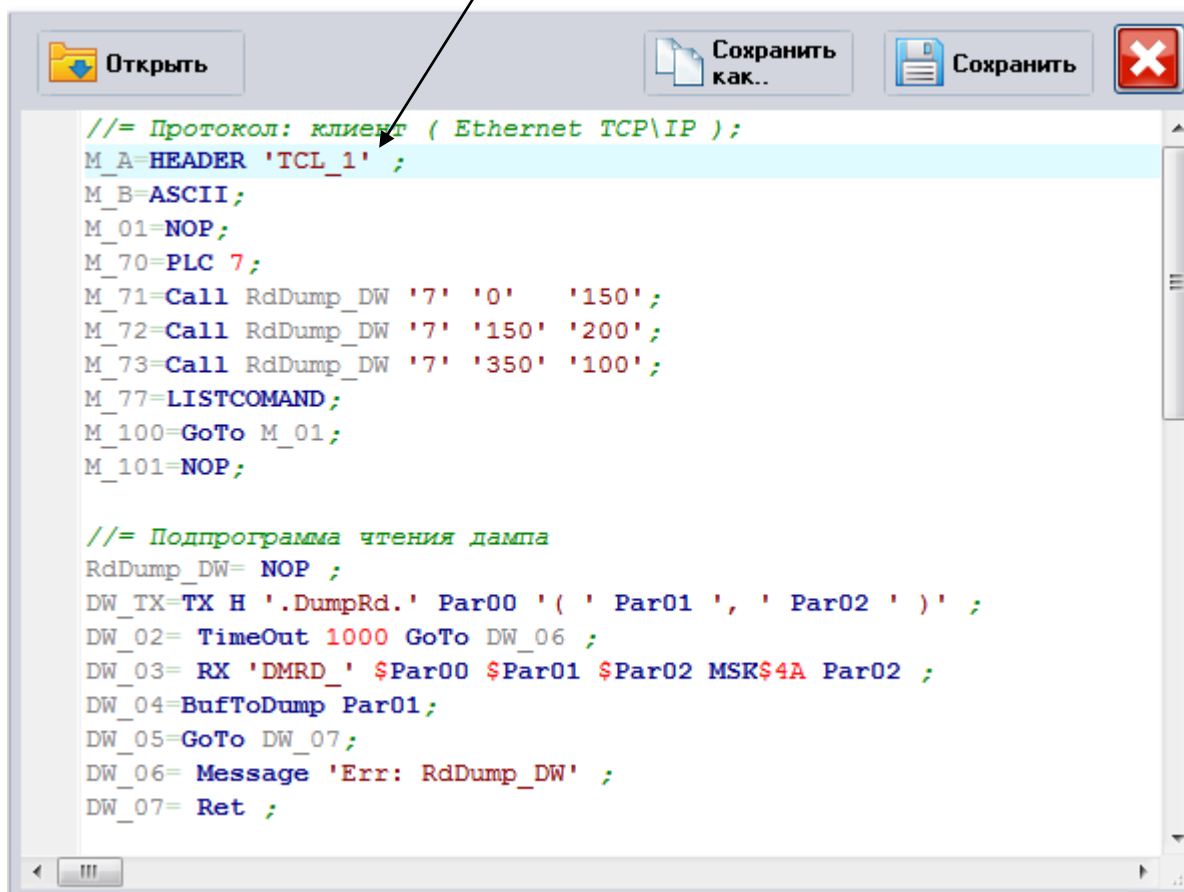 Открыть
Сохранить
как..
Сохранить
//= Протокол: клиент ( Ethernet TCP\IP );
M_A=HEADER 'TCL_1' ;
M_B=ASCII;
M_01=NOP;
M_70=PLC 7;
M_71=Call RdDump_DW '7' '0'   '150';
M_72=Call RdDump_DW '7' '150' '200';
M_73=Call RdDump_DW '7' '350' '100';
M_77=LISTCOMAND;
M_100=GoTo M_01;
M_101=NOP;
//= Подпрограмма чтения дампа
RdDump_DW= NOP ;
DW_TX=TX H '.DumpRd.' Par00 '( ' Par01 ', ' Par02 ' )' ;
DW_02= TimeOut 1000 GoTo DW_06 ;
DW_03= RX 'DMRD_' $Par00 $Par01 $Par02 MSK$4A Par02 ;
DW_04=BufToDump Par01;
DW_05=GoTo DW_07;
DW_06= Message 'Err: RdDump_DW' ;
DW_07= Ret ;